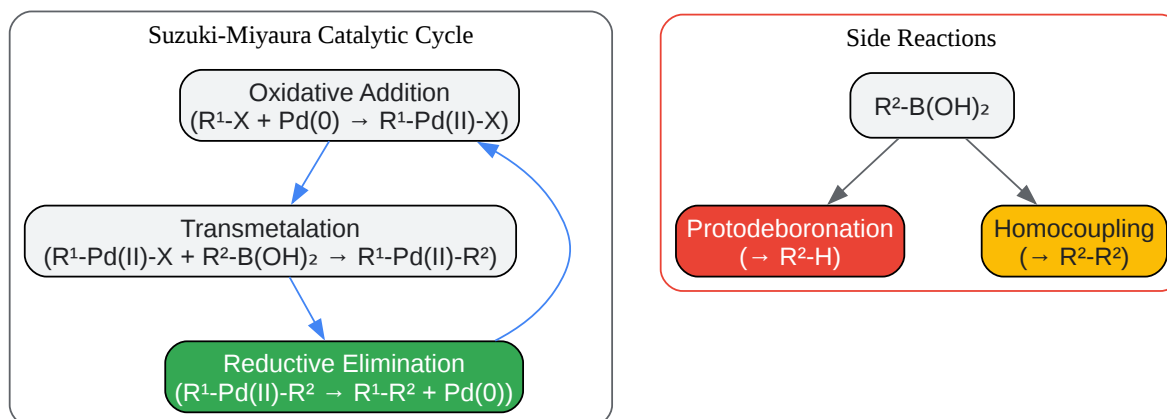 Suzuki-Miyaura Catalytic Cycle
Oxidative Addition
(R¹-X + Pd(0) → R¹-Pd(II)-X)
Transmetalation
(R¹-Pd(II)-X + R²-B(OH)₂ → R¹-Pd(II)-R²)
Reductive Elimination
(R¹-Pd(II)-R² → R¹-R² + Pd(0))
Side Reactions
R²-B(OH)₂
Protodeboronation
(→ R²-H)
Homocoupling
(→ R²-R²)